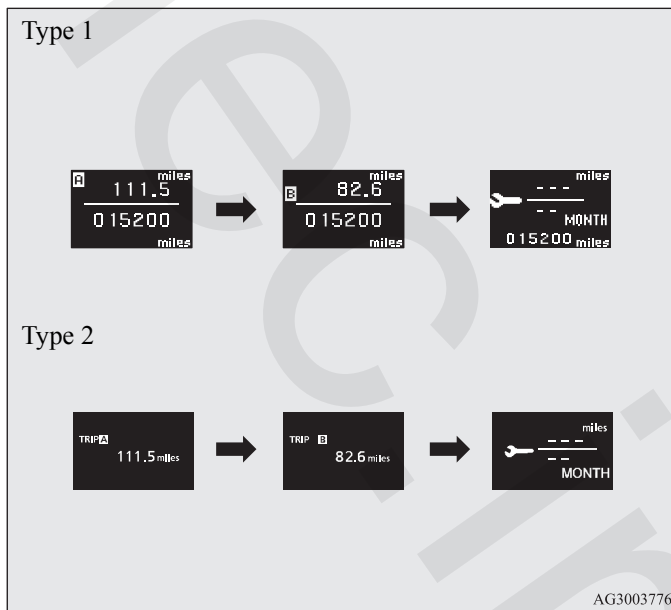 Type 1
A miles
111.5
015200
miles
B miles
82.6
015200
miles
miles
---
--
MONTH
015200 miles
Type 2
TRIP A
111.5 miles
TRIP B
82.6 miles
miles
---
--
MONTH
AG3003776